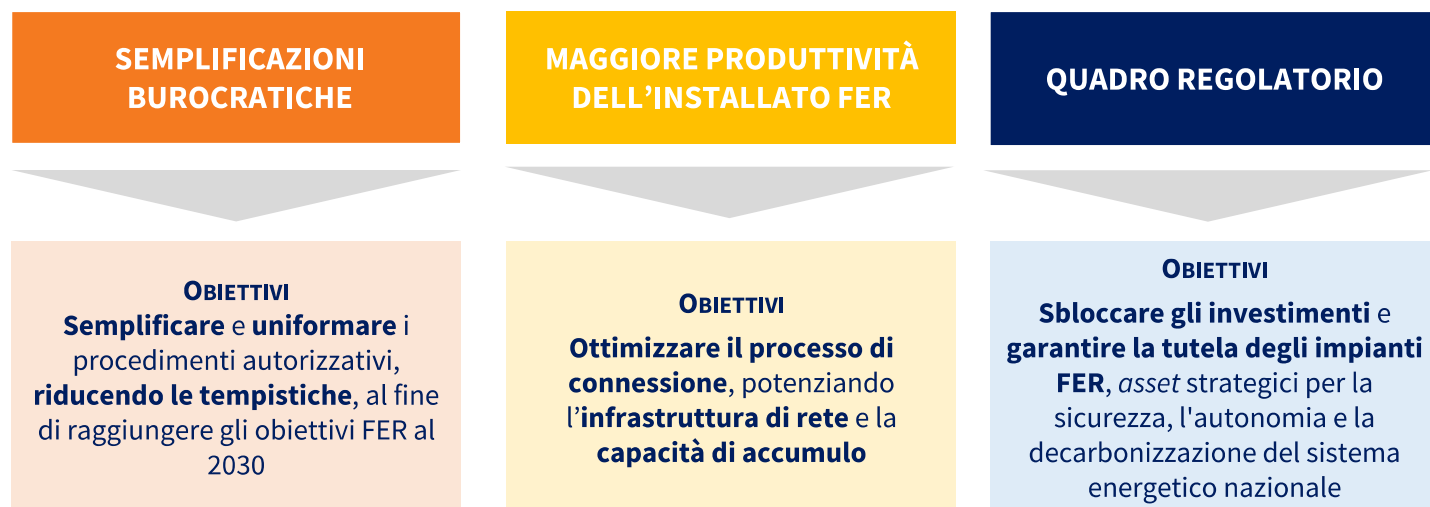 SEMPLIFICAZIONI
BUROCRATICHE
OBIETTIVI
Semplificare e uniformare i
procedimenti autorizzativi,
riducendo le tempistiche, al fine
di raggiungere gli obiettivi FER al
2030
MAGGIORE PRODUTTIVITÀ
DELL'INSTALLATO FER
OBIETTIVI
Ottimizzare il processo di
connessione, potenziando
l'infrastruttura di rete e la
capacità di accumulo
QUADRO REGOLATORIO
OBIETTIVI
Sbloccare gli investimenti e
garantire la tutela degli impianti
FER, asset strategici per la
sicurezza, l'autonomia e la
decarbonizzazione del sistema
energetico nazionale